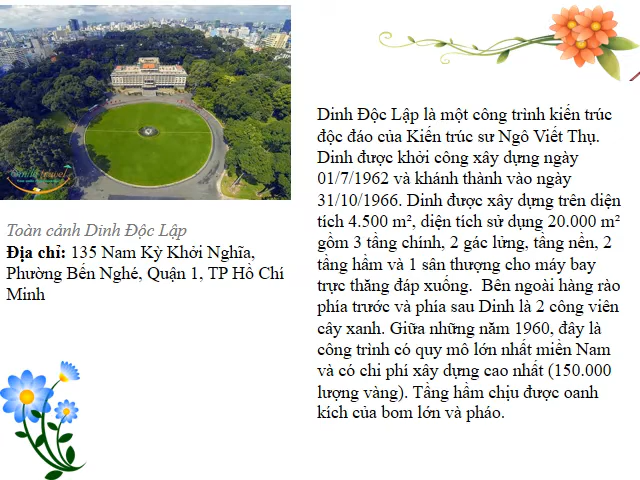 Toàn cảnh Dinh Độc Lập
Địa chỉ: 135 Nam Kỳ Khởi Nghĩa,
Phường Bến Nghé, Quận 1, TP Hồ Chí
Minh
Dinh Độc Lập là một công trình kiến trúc
độc đáo của Kiến trúc sư Ngô Viết Thụ.
Dinh được khởi công xây dựng ngày
01/7/1962 và khánh thành vào ngày
31/10/1966. Dinh được xây dựng trên diện
tích 4.500 m², diện tích sử dụng 20.000 m²
gồm 3 tầng chính, 2 gác lửng, tầng nền, 2
tầng hầm và 1 sân thượng cho máy bay
trực thăng đáp xuống.  Bên ngoài hàng rào
phía trước và phía sau Dinh là 2 công viên
cây xanh. Giữa những năm 1960, đây là
công trình có quy mô lớn nhất miền Nam
và có chi phí xây dựng cao nhất (150.000
lượng vàng). Tầng hầm chịu được oanh
kích của bom lớn và pháo.